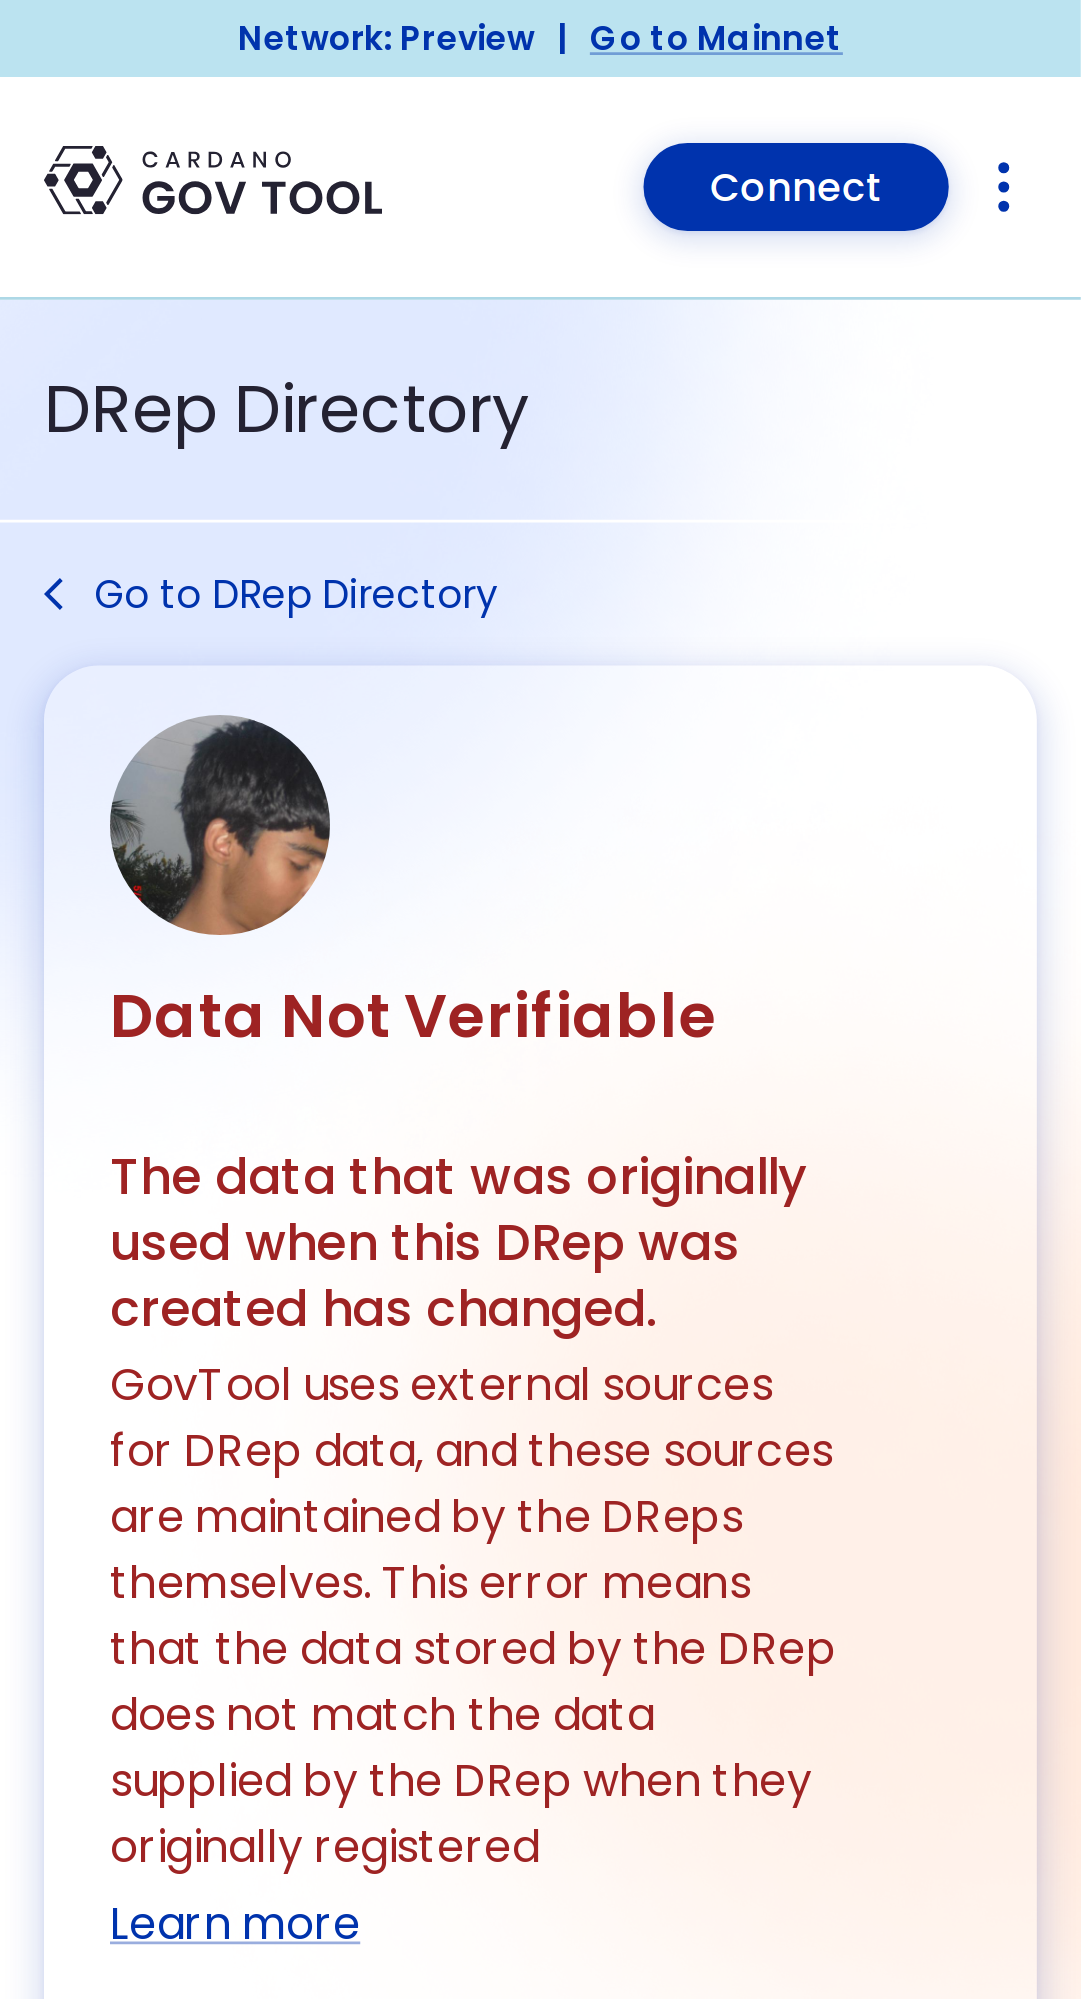 Network: Preview | Go to Mainnet
CARDANO
GOV TOOL
Connect
DRep Directory
Go to DRep Directory
Data Not Verifiable
The data that was originally
used when this DRep was
created has changed.
GovTool uses external sources
for DRep data, and these sources
are maintained by the DReps
themselves. This error means
that the data stored by the DRep
does not match the data
supplied by the DRep when they
originally registered
Learn more